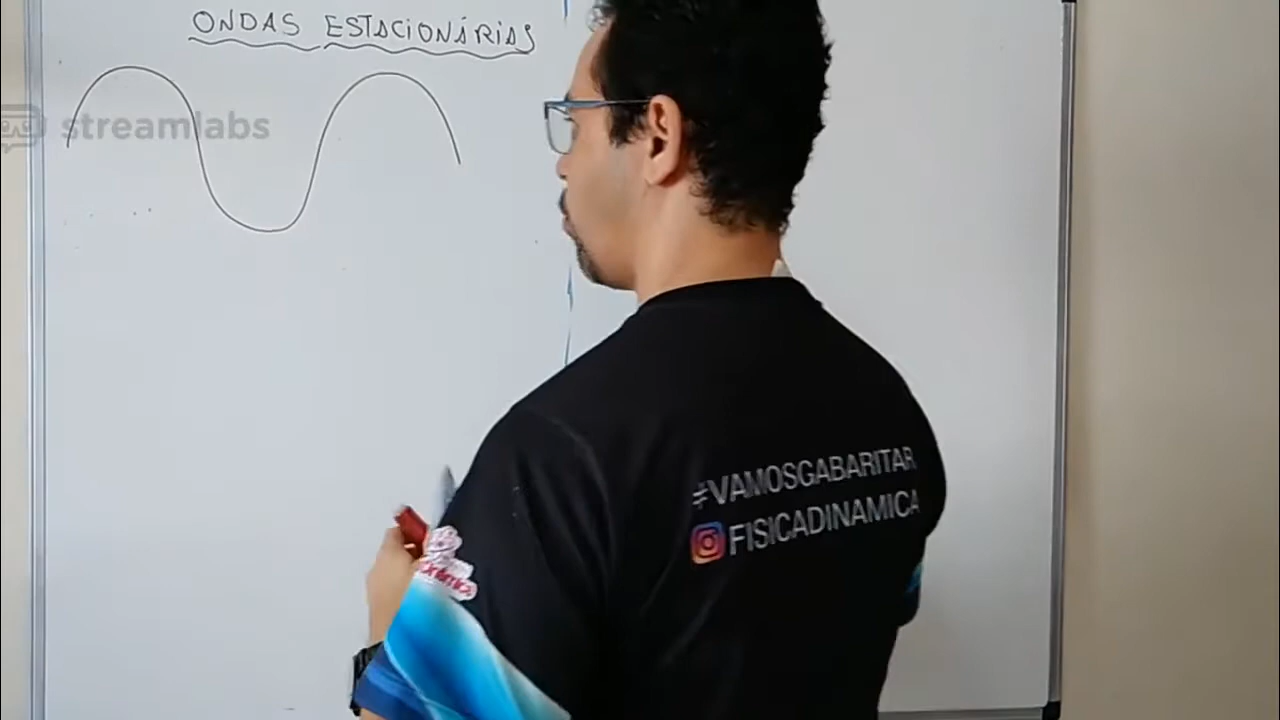 ONDAS ESTACIONÁRIAS
streamlabs
#VAMOSGABARITAR
FISICADINAMICA